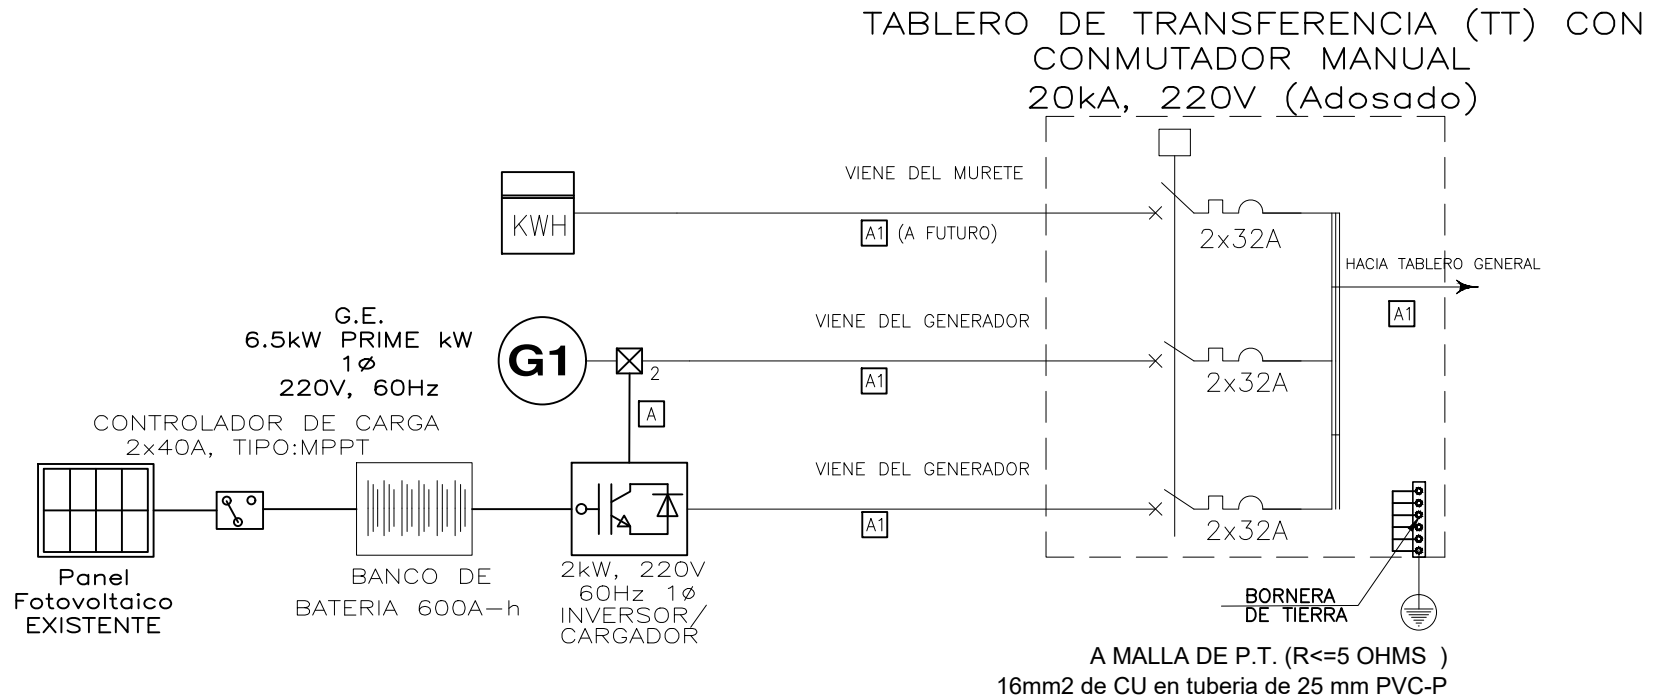 TABLERO DE TRANSFERENCIA (TT) CON
CONMUTADOR MANUAL
20kA, 220V (Adosado)
VIENE DEL MURETE
KWH
A1 (A FUTURO)
2x32A
HACIA TABLERO GENERAL
A1
G.E.
6.5kW PRIME kW
1ø
220V, 60Hz
G1
2
VIENE DEL GENERADOR
A1
2x32A
A
CONTROLADOR DE CARGA
2x40A, TIPO:MPPT
VIENE DEL GENERADOR
A1
2x32A
Panel
Fotovoltaico
EXISTENTE
BANCO DE
BATERIA 600A-h
2kW, 220V
60Hz 1ø
INVERSOR/
CARGADOR
BORNERA
DE TIERRA
A MALLA DE P.T. (R<=5 OHMS )
16mm2 de CU en tuberia de 25 mm PVC-P